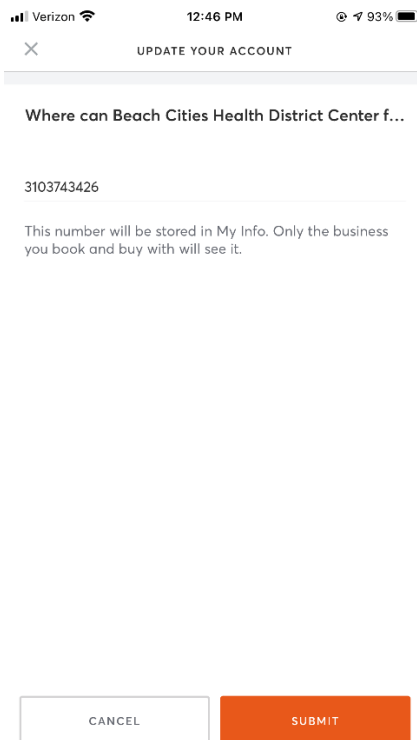 Verizon 12:46 PM 93%
UPDATE YOUR ACCOUNT
Where can Beach Cities Health District Center f...
3103743426
This number will be stored in My Info. Only the business
you book and buy with will see it.
CANCEL SUBMIT